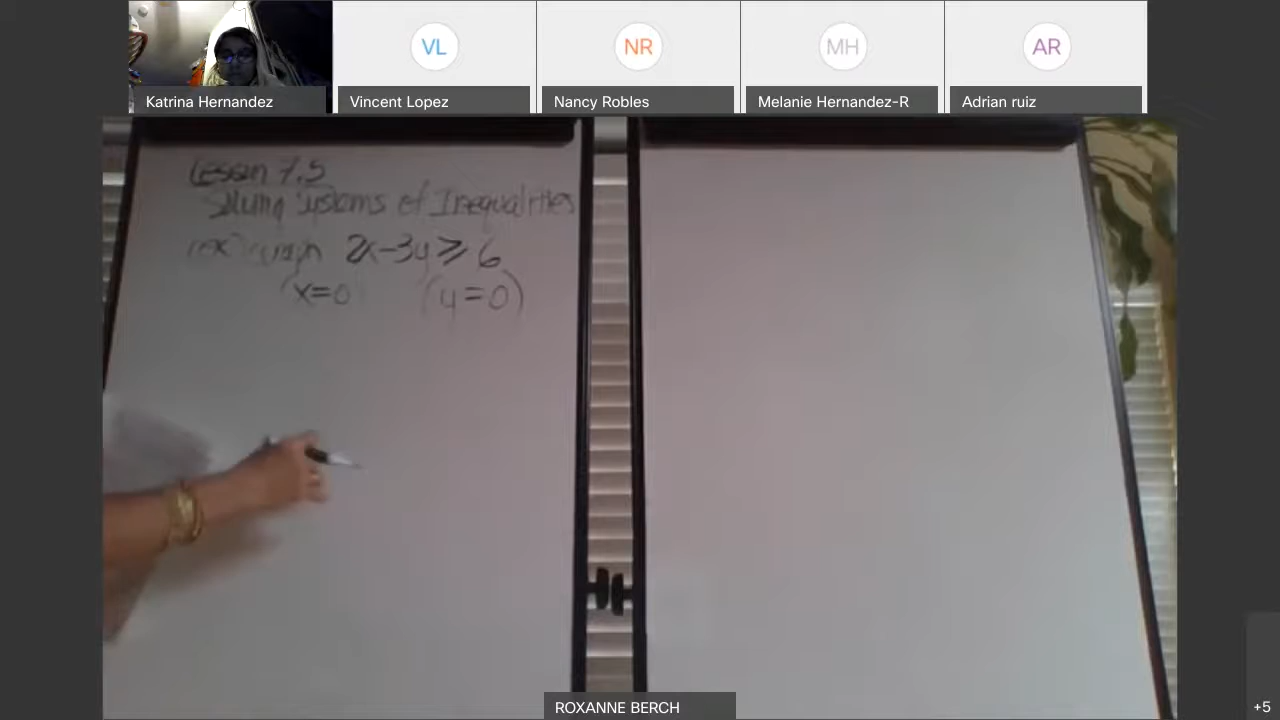 VL
NR
MH
AR
Katrina Hernandez
Vincent Lopez
Nancy Robles
Melanie Hernandez-R
Adrian ruiz
Lesson 7.5
Solving Systems of Inequalities
(ex) Graph 2x-3y≥6
(x=0) (y=0)
ROXANNE BERCH
+5